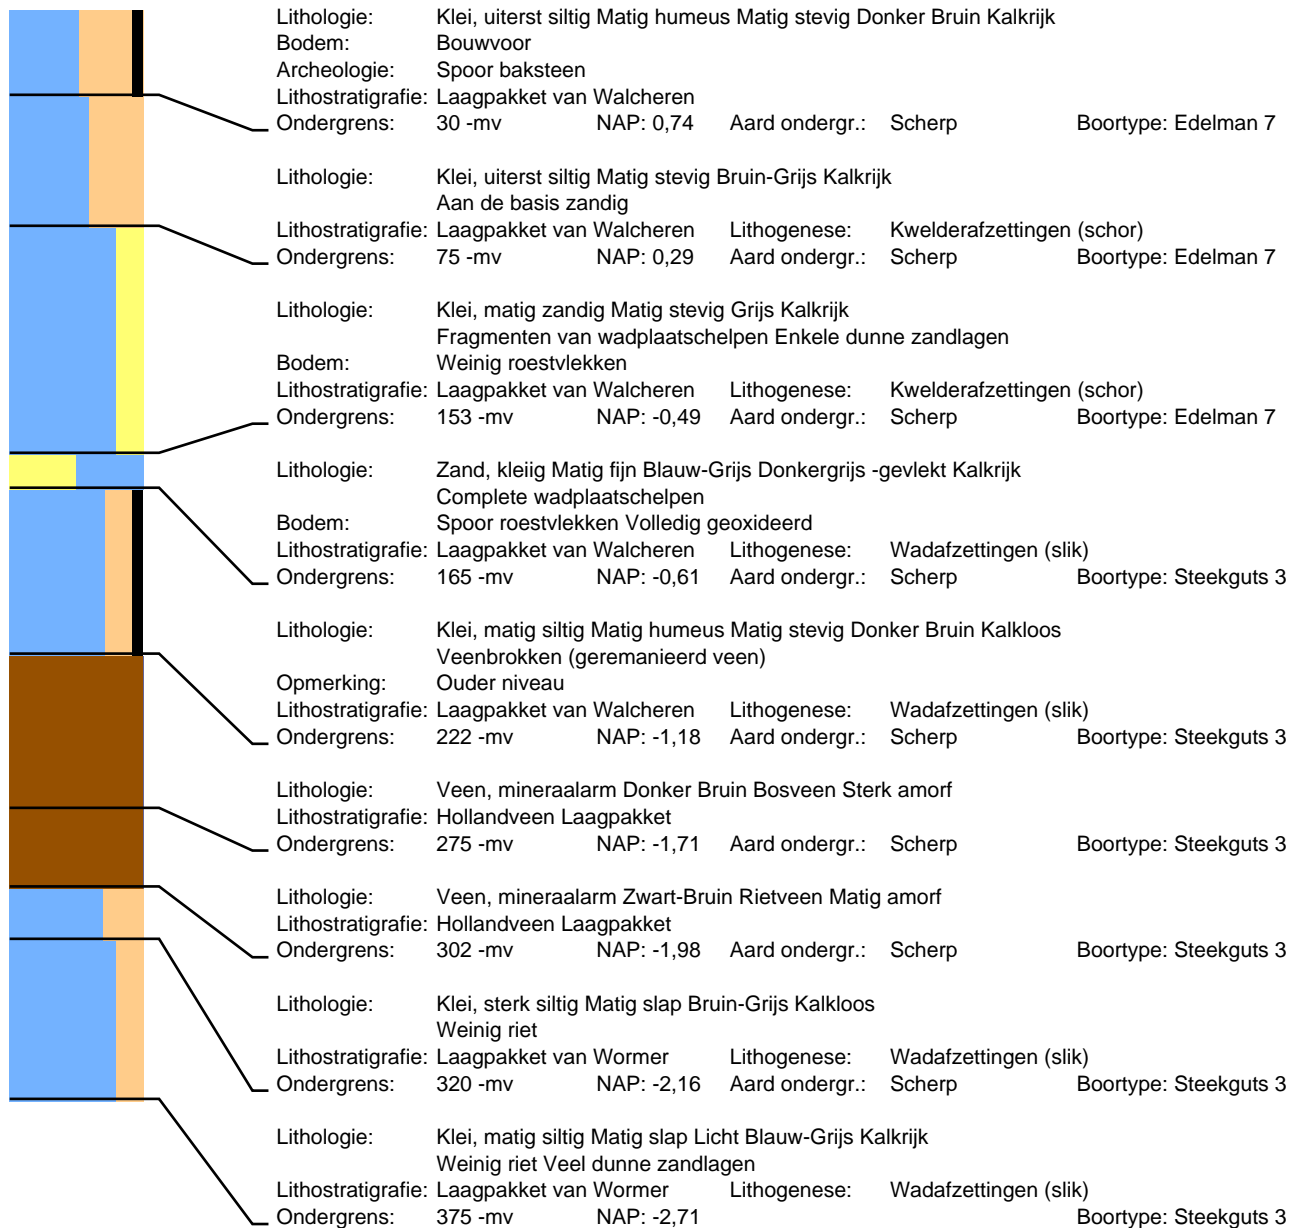 Lithologie: Klei, uiterst siltig Matig humeus Matig stevig Donker Bruin Kalkrijk
Bodem: Bouwvoor
Archeologie: Spoor baksteen
Lithostratigrafie: Laagpakket van Walcheren
Ondergrens: 30 -mv NAP: 0,74 Aard ondergr.: Scherp Boortype: Edelman 7
Lithologie: Klei, uiterst siltig Matig stevig Bruin-Grijs Kalkrijk
Aan de basis zandig
Lithostratigrafie: Laagpakket van Walcheren Lithogenese: Kwelderafzettingen (schor)
Ondergrens: 75 -mv NAP: 0,29 Aard ondergr.: Scherp Boortype: Edelman 7
Lithologie: Klei, matig zandig Matig stevig Grijs Kalkrijk
Fragmenten van wadplaatschelpen Enkele dunne zandlagen
Bodem: Weinig roestvlekken
Lithostratigrafie: Laagpakket van Walcheren Lithogenese: Kwelderafzettingen (schor)
Ondergrens: 153 -mv NAP: -0,49 Aard ondergr.: Scherp Boortype: Edelman 7
Lithologie: Zand, kleiig Matig fijn Blauw-Grijs Donkergrijs -gevlekt Kalkrijk
Complete wadplaatschelpen
Bodem: Spoor roestvlekken Volledig geoxideerd
Lithostratigrafie: Laagpakket van Walcheren Lithogenese: Wadafzettingen (slik)
Ondergrens: 165 -mv NAP: -0,61 Aard ondergr.: Scherp Boortype: Steekguts 3
Lithologie: Klei, matig siltig Matig humeus Matig stevig Donker Bruin Kalkloos
Veenbrokken (geremanieerd veen)
Opmerking: Ouder niveau
Lithostratigrafie: Laagpakket van Walcheren Lithogenese: Wadafzettingen (slik)
Ondergrens: 222 -mv NAP: -1,18 Aard ondergr.: Scherp Boortype: Steekguts 3
Lithologie: Veen, mineraalarm Donker Bruin Bosveen Sterk amorf
Lithostratigrafie: Hollandveen Laagpakket
Ondergrens: 275 -mv NAP: -1,71 Aard ondergr.: Scherp Boortype: Steekguts 3
Lithologie: Veen, mineraalarm Zwart-Bruin Rietveen Matig amorf
Lithostratigrafie: Hollandveen Laagpakket
Ondergrens: 302 -mv NAP: -1,98 Aard ondergr.: Scherp Boortype: Steekguts 3
Lithologie: Klei, sterk siltig Matig slap Bruin-Grijs Kalkloos
Weinig riet
Lithostratigrafie: Laagpakket van Wormer Lithogenese: Wadafzettingen (slik)
Ondergrens: 320 -mv NAP: -2,16 Aard ondergr.: Scherp Boortype: Steekguts 3
Lithologie: Klei, matig siltig Matig slap Licht Blauw-Grijs Kalkrijk
Weinig riet Veel dunne zandlagen
Lithostratigrafie: Laagpakket van Wormer Lithogenese: Wadafzettingen (slik)
Ondergrens: 375 -mv NAP: -2,71 Boortype: Steekguts 3